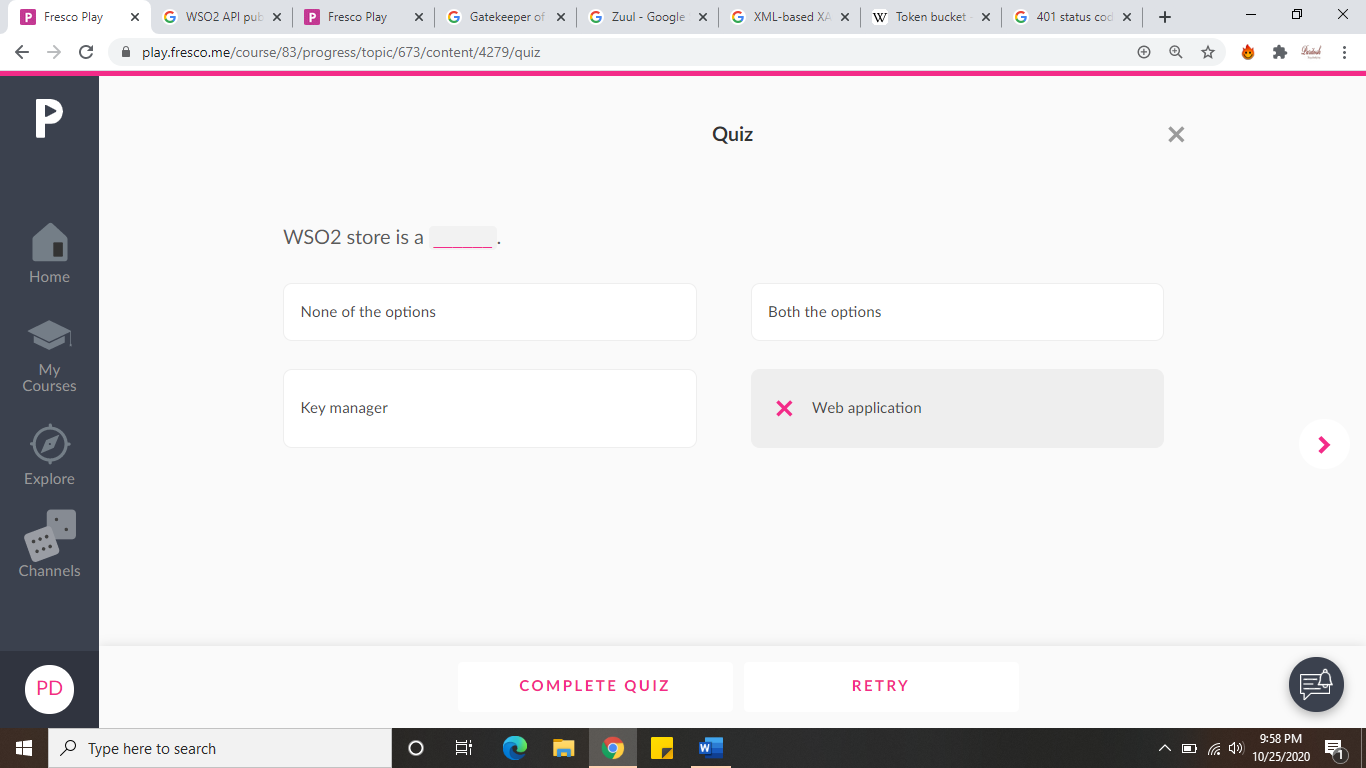 Fresco Play
WSO2 API pub
Fresco Play
Gatekeeper of
Zuul - Google
XML-based XA
Token bucket -
401 status cod
play.fresco.me/course/83/progress/topic/673/content/4279/quiz
Quiz
WSO2 store is a ______ .
None of the options
Both the options
Key manager
Web application
Home
My
Courses
Explore
Channels
PD
COMPLETE QUIZ
RETRY
Type here to search
9:58 PM
10/25/2020
1